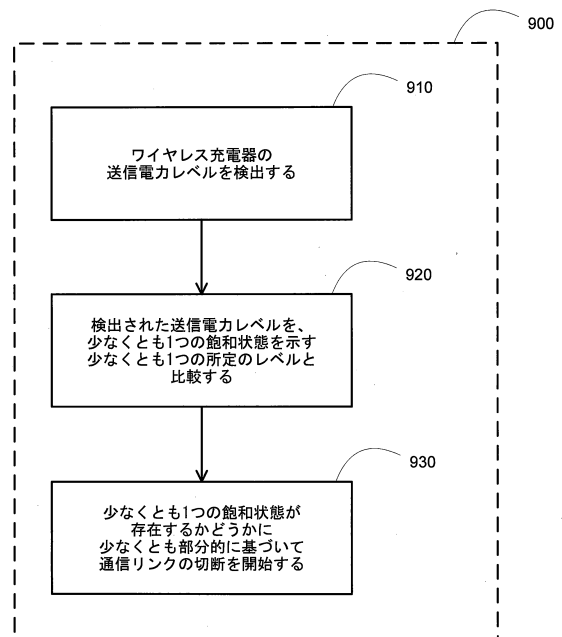 900
910
ワイヤレス充電器の
送信電力レベルを検出する
920
検出された送信電力レベルを、
少なくとも1つの飽和状態を示す
少なくとも1つの所定のレベルと
比較する
930
少なくとも1つの飽和状態が
存在するかどうかに
少なくとも部分的に基づいて
通信リンクの切断を開始する